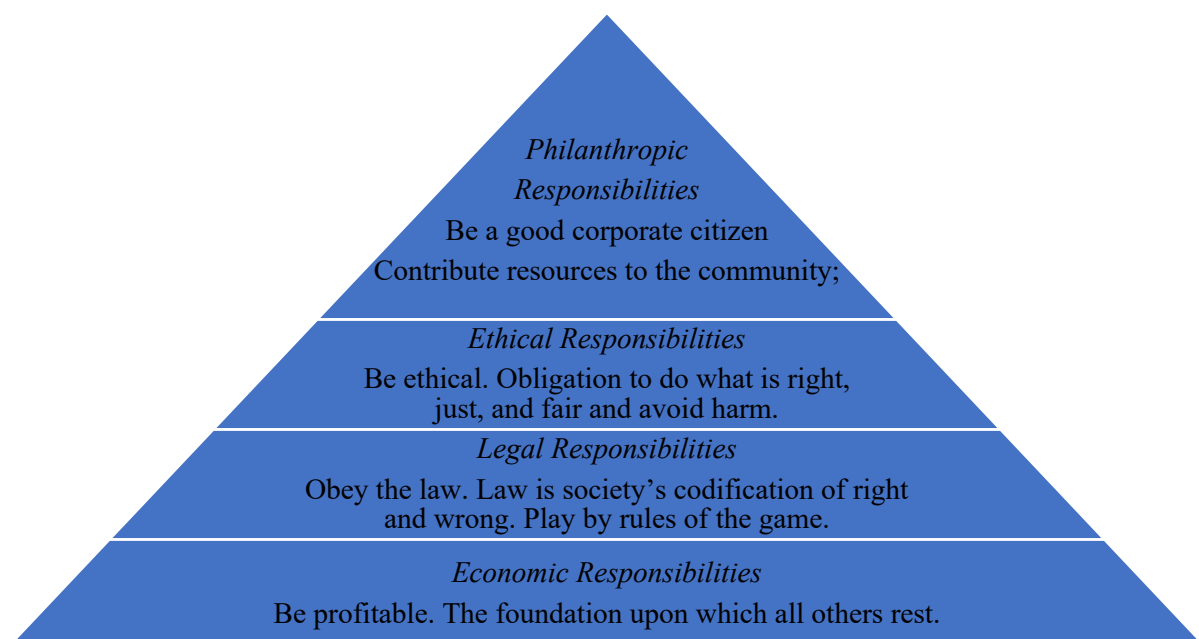 Philanthropic
Responsibilities
Be a good corporate citizen
Contribute resources to the community;
Ethical Responsibilities
Be ethical. Obligation to do what is right,
just, and fair and avoid harm.
Legal Responsibilities
Obey the law. Law is society’s codification of right
and wrong. Play by rules of the game.
Economic Responsibilities
Be profitable. The foundation upon which all others rest.